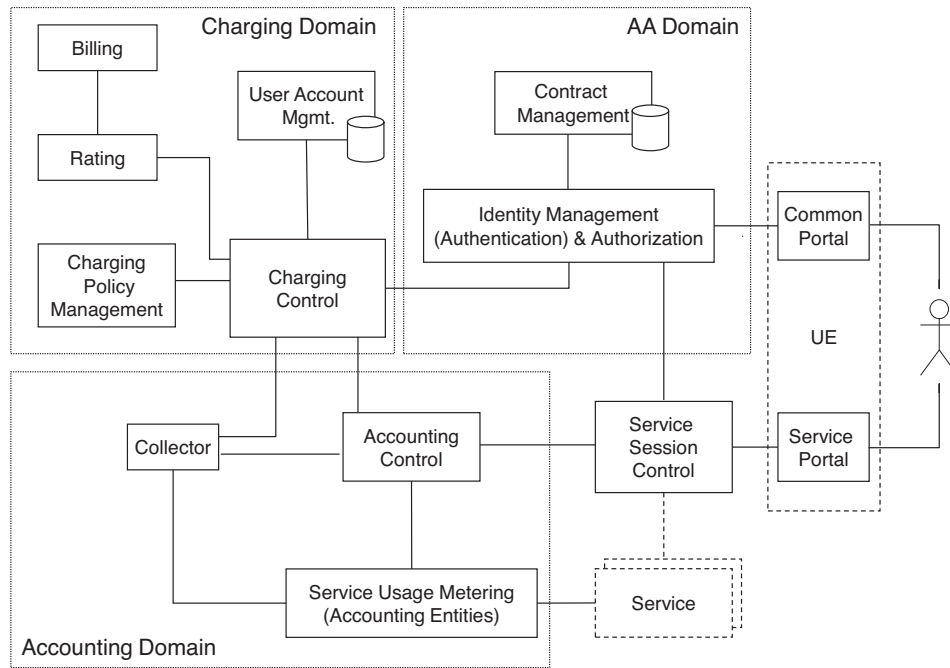 Charging Domain
AA Domain
Billing
User Account
Mgmt.
Contract
Management
Rating
Identity Management
(Authentication) & Authorization
Common
Portal
Charging
Policy
Management
Charging
Control
UE
Collector
Accounting
Control
Service
Session
Control
Service
Portal
Service Usage Metering
(Accounting Entities)
Service
Accounting Domain